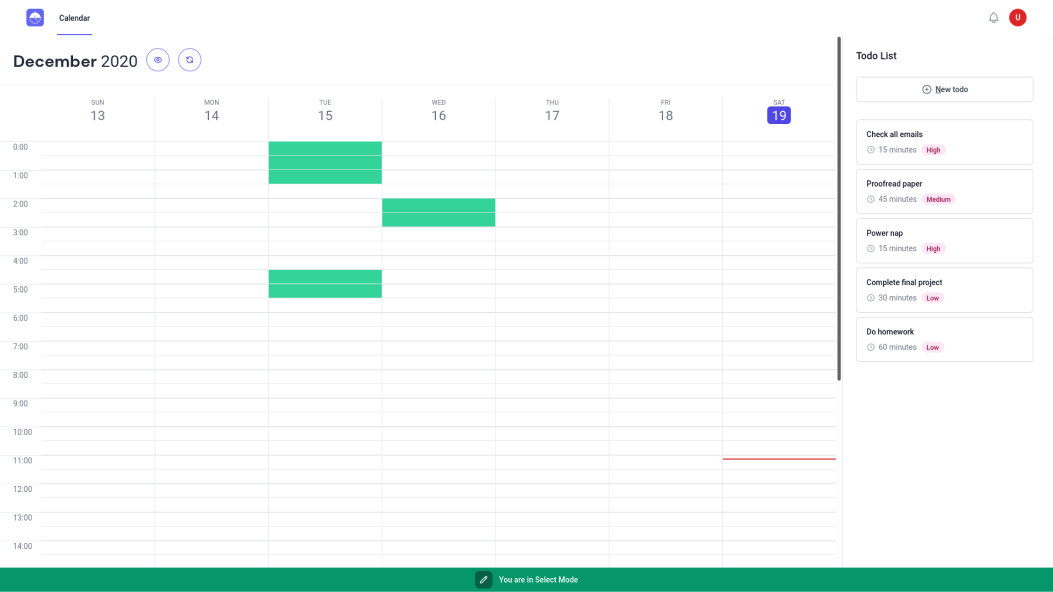 Calendar
U
December 2020
SUN MON TUE WED THU FRI SAT
13 14 15 16 17 18 19
0:00
1:00
2:00
3:00
4:00
5:00
6:00
7:00
8:00
9:00
10:00
11:00
12:00
13:00
14:00
Todo List
New todo
Check all emails
15 minutes High
Proofread paper
45 minutes Medium
Power nap
15 minutes High
Complete final project
30 minutes Low
Do homework
60 minutes Low
You are in Select Mode